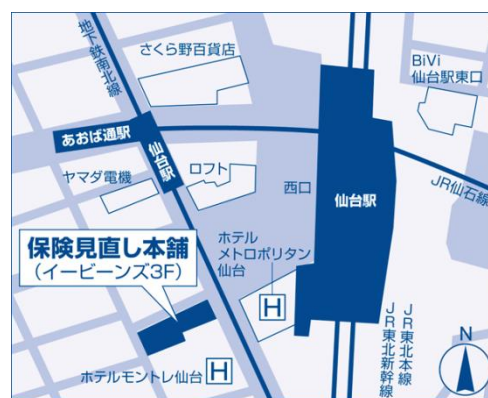 地下鉄南北線
さくら野百貨店
BiVi
仙台駅東口
あおば通駅
仙台駅
ヤマダ電機
ロフト
西口
仙台駅
JR仙石線
保険見直し本舗
(イービーンズ3F)
ホテル
メトロポリタン
仙台
H
ホテルモントレ仙台 H
JR東北新幹線
JR東北本線
N